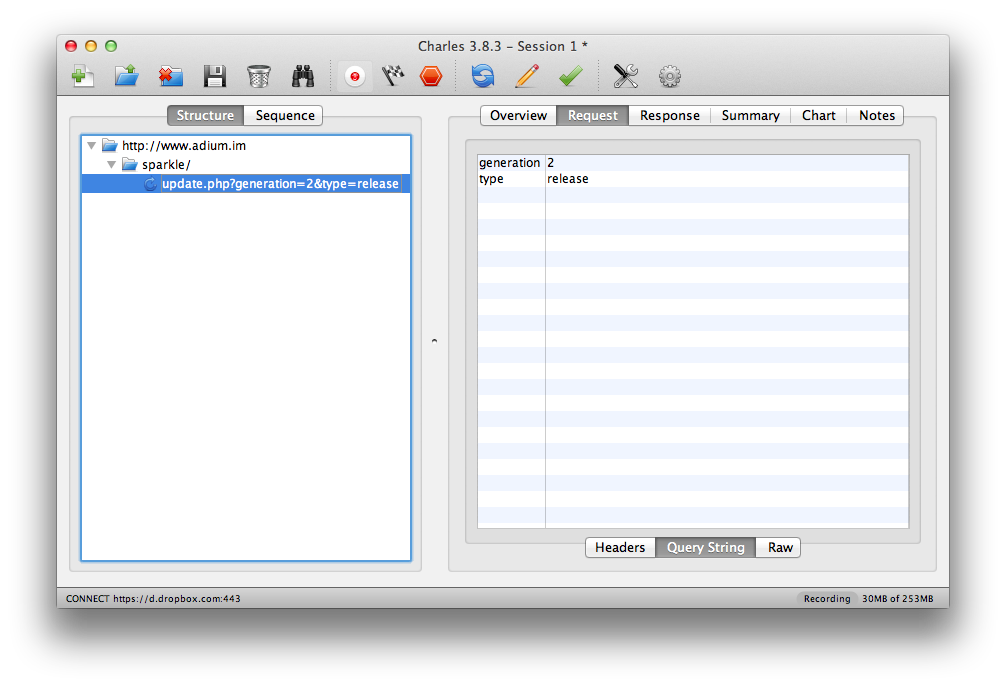 Charles 3.8.3 – Session 1 *
Structure Sequence
Overview Request Response Summary Chart Notes
http://www.adium.im
sparkle/
update.php?generation=2&type=release
generation 2
type release
Headers Query String Raw
CONNECT https://d.dropbox.com:443
Recording 30MB of 253MB